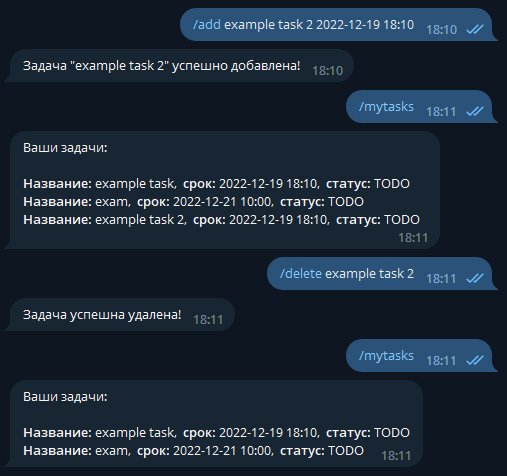 /add example task 2 2022-12-19 18:10 18:10
Задача "example task 2" успешно добавлена! 18:10
/mytasks 18:11
Ваши задачи:
Название: example task, срок: 2022-12-19 18:10, статус: TODO
Название: exam, срок: 2022-12-21 10:00, статус: TODO
Название: example task 2, срок: 2022-12-19 18:10, статус: TODO
18:11
/delete example task 2 18:11
Задача успешна удалена! 18:11
/mytasks 18:11
Ваши задачи:
Название: example task, срок: 2022-12-19 18:10, статус: TODO
Название: exam, срок: 2022-12-21 10:00, статус: TODO 18:11